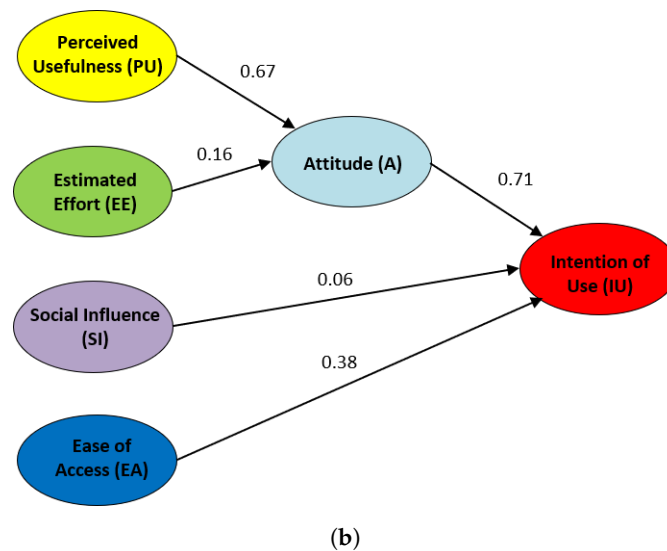 Perceived
Usefulness (PU)
0.67
0.16
Attitude (A)
Estimated
Effort (EE)
0.71
Intention of
Use (IU)
0.06
Social Influence
(SI)
0.38
Ease of
Access (EA)
(b)